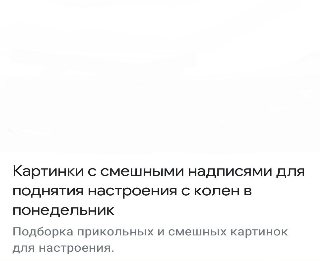 Картинки с смешными надписями для
поднятия настроения с колен в
понедельник
Подборка прикольных и смешных картинок
для настроения.